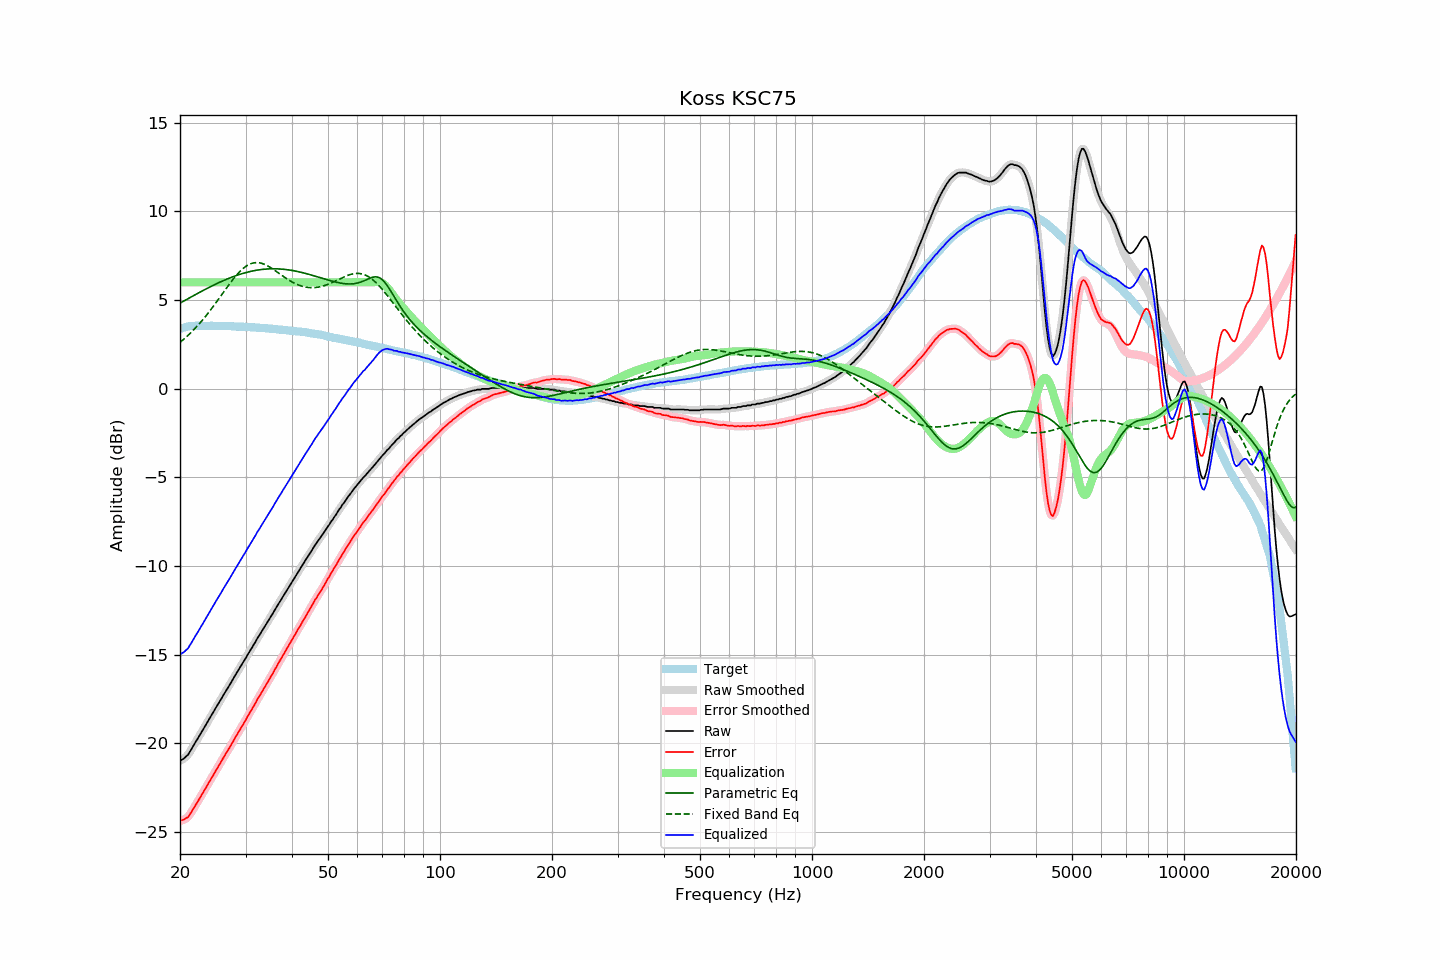 Koss KSC75
15
10
5
0
−5
−10
−15
−20
−25
Amplitude (dBr)
Target
Raw Smoothed
Error Smoothed
Raw
Error
Equalization
Parametric Eq
Fixed Band Eq
Equalized
20 50 100 200 500 1000 2000 5000 10000 20000
Frequency (Hz)